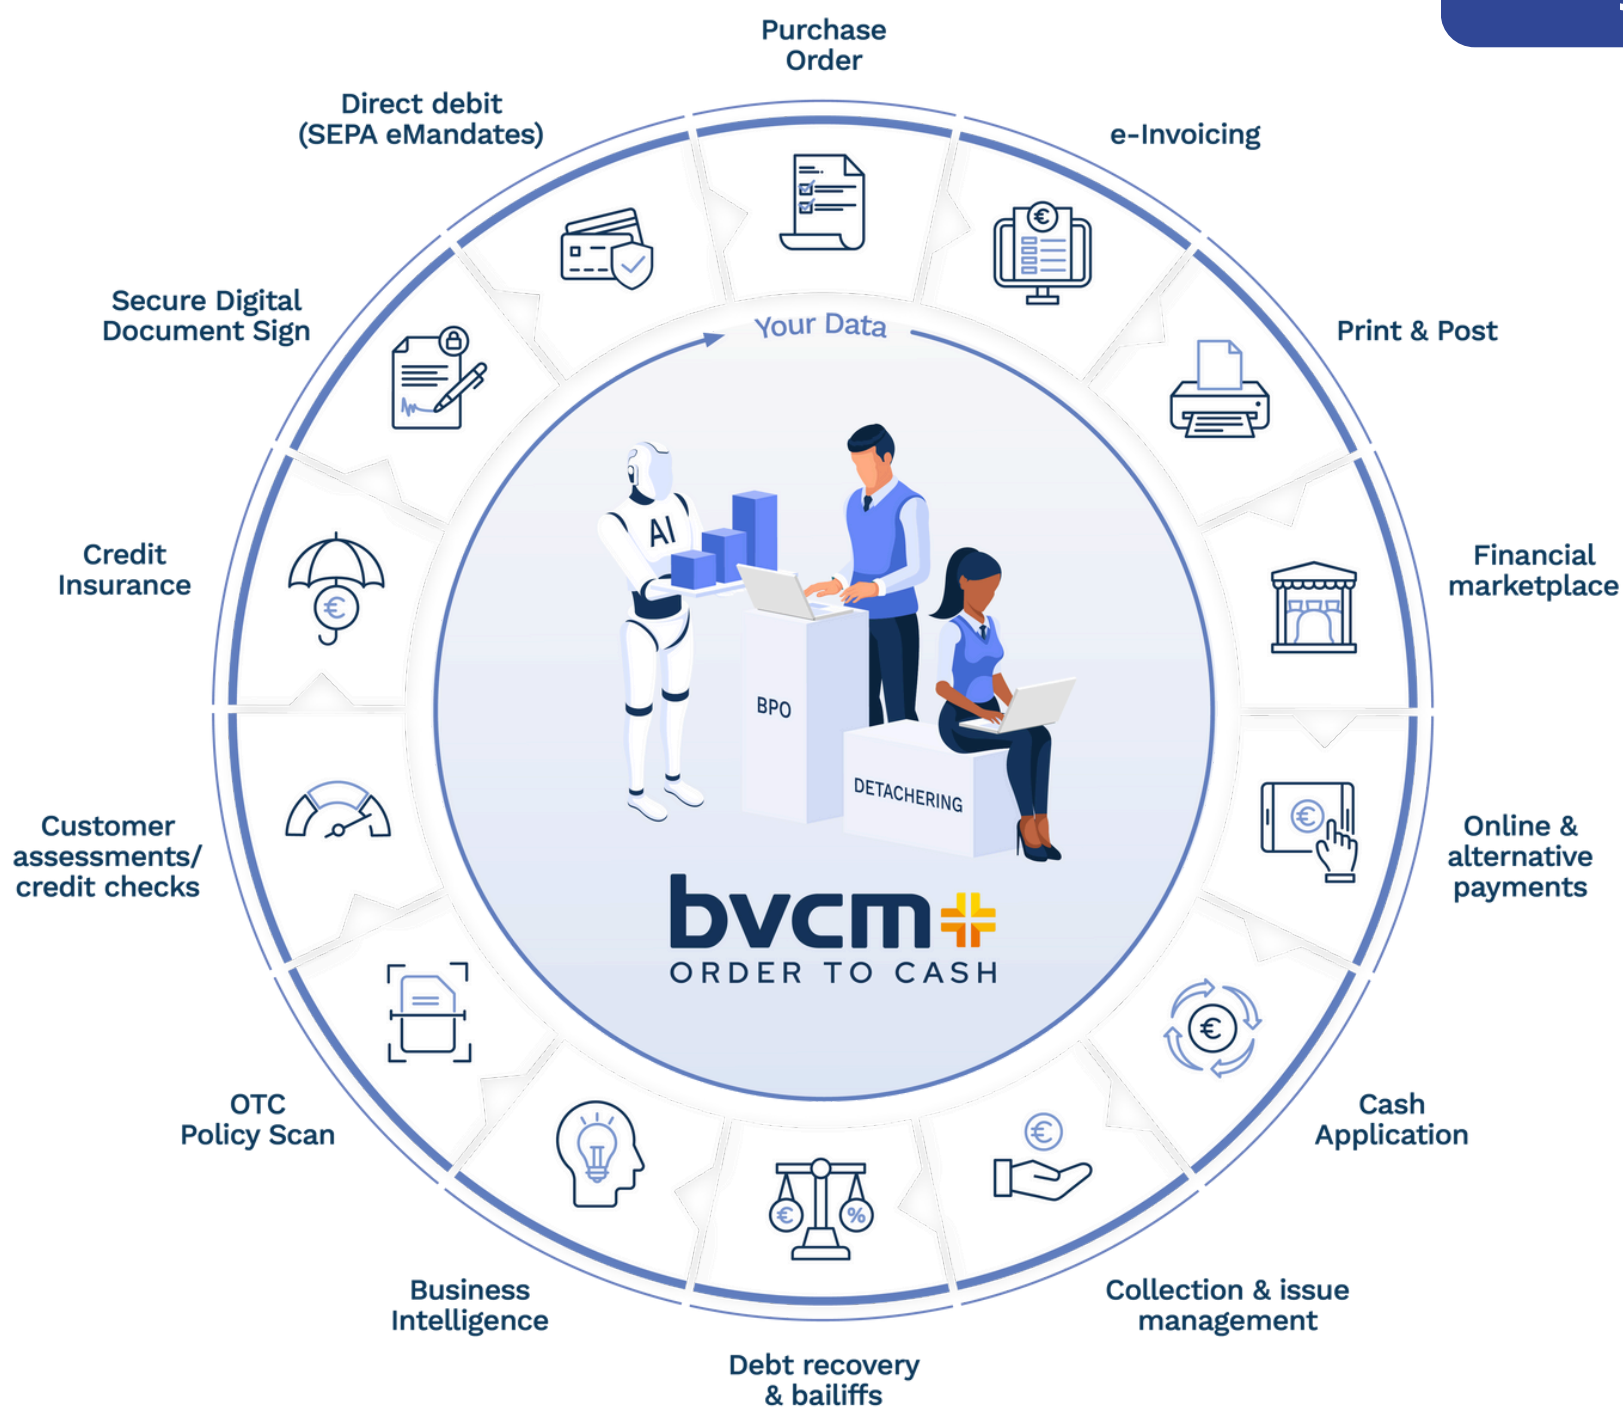 Purchase
Order
e-Invoicing
Print & Post
Financial
marketplace
Online &
alternative
payments
Cash
Application
Collection & issue
management
Debt recovery
& bailiffs
Business
Intelligence
OTC
Policy Scan
Customer
assessments/
credit checks
Credit
Insurance
Secure Digital
Document Sign
Direct debit
(SEPA eMandates)
Your Data
AI
BPO
DETACHERING
bvcm
ORDER TO CASH
€
€
€
€
€
€
%